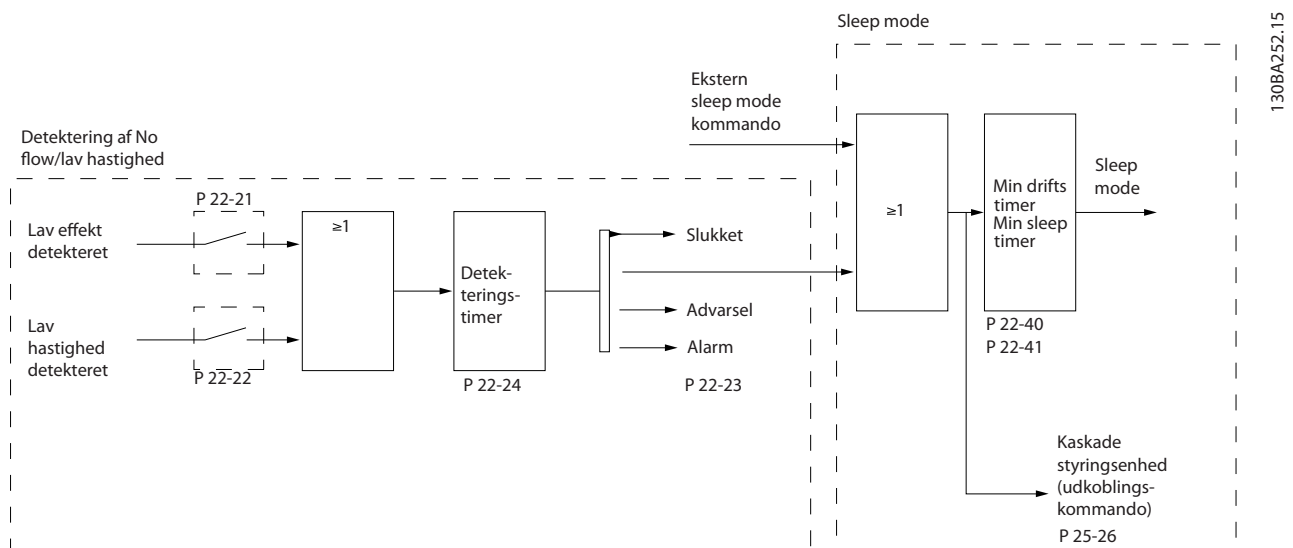 Sleep mode
130BA252.15
Ekstern
sleep mode
kommando
Detektering af No
flow/lav hastighed
P 22-21
Lav effekt
detekteret
≥1
Lav
hastighed
detekteret
P 22-22
Detek-
terings-
timer
P 22-24
Slukket
Advarsel
Alarm
P 22-23
≥1
Min drifts
timer
Min sleep
timer
P 22-40
P 22-41
Sleep
mode
Kaskade
styringsenhed
(udkoblings-
kommando)
P 25-26